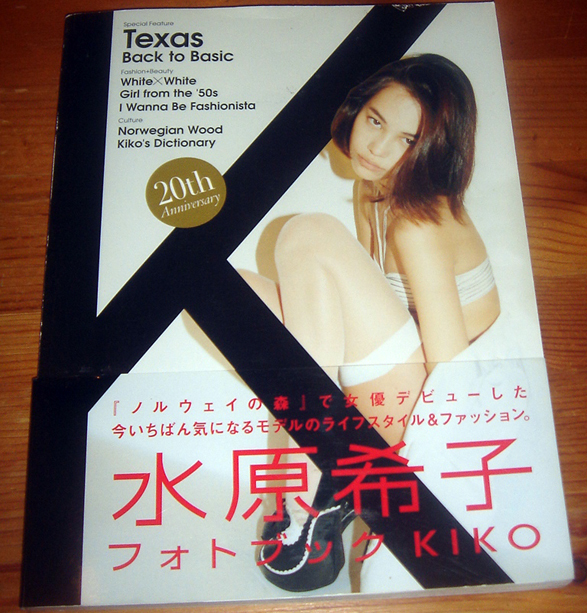 Special Feature
Texas
Back to Basic
Fashion+Beauty
White×White
Girl from the '50s
I Wanna Be Fashionista
Culture
Norwegian Wood
Kiko's Dictionary
20th
Anniversary
K
『ノルウェイの森』で女優デビューした
今いちばん気になるモデルのライフスタイル&ファッション。
水原希子
フォトブック KIKO